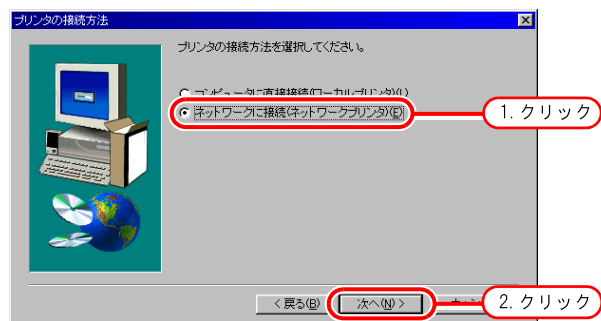 プリンタの接続方法
プリンタの接続方法を選択してください。
コンピュータに直接接続(ローカルプリンタ)(L)
ネットワークに接続(ネットワークプリンタ)(E)
1. クリック
< 戻る(B)
次へ(N) >
2. クリック